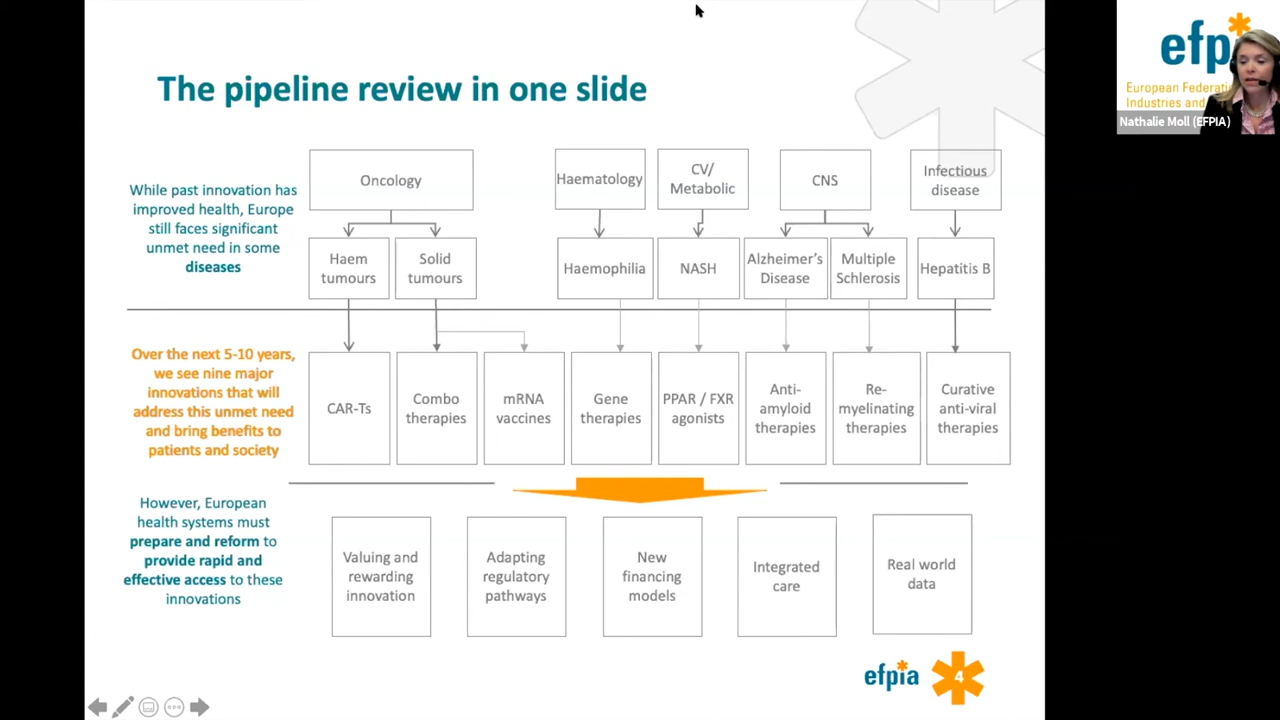 The pipeline review in one slide
While past innovation has
improved health, Europe
still faces significant
unmet need in some
diseases
Oncology
Haematology
CV/
Metabolic
CNS
Infectious
disease
Haem
tumours
Solid
tumours
Haemophilia
NASH
Alzheimer's
Disease
Multiple
Schlerosis
Hepatitis B
Over the next 5-10 years,
we see nine major
innovations that will
address this unmet need
and bring benefits to
patients and society
CAR-Ts
Combo
therapies
mRNA
vaccines
Gene
therapies
PPAR / FXR
agonists
Anti-
amyloid
therapies
Re-
myelinating
therapies
Curative
anti-viral
therapies
However, European
health systems must
prepare and reform to
provide rapid and
effective access to these
innovations
Valuing and
rewarding
innovation
Adapting
regulatory
pathways
New
financing
models
Integrated
care
Real world
data
efpia
4
efp
European Federati
Industries and
Nathalie Moll (EFPIA)